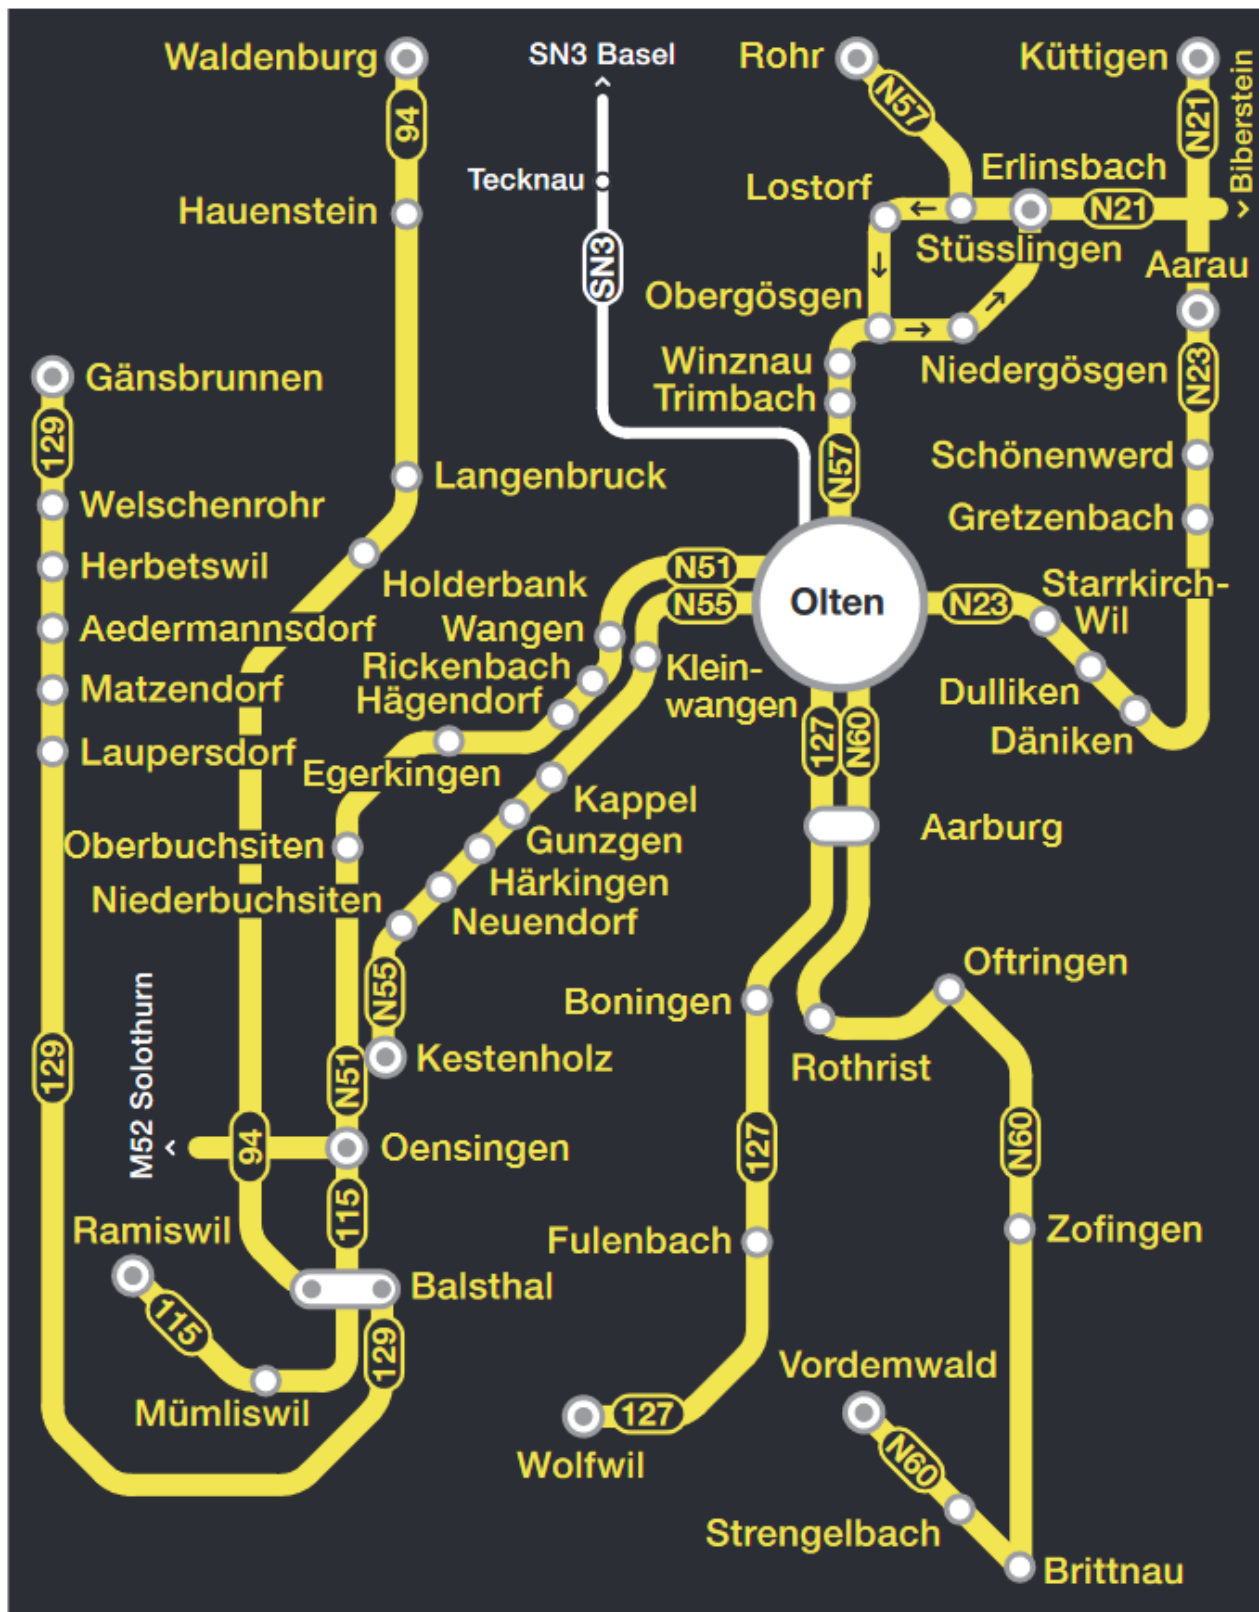 Waldenburg
SN3 Basel
Rohr
Küttigen
94
N57
N21
Biberstein
Tecknau
Erlinsbach
Lostorf
Hauenstein
N21
Stüsslingen
SN3
Aarau
Obergösgen
Winznau
Niedergösgen
Gänsbrunnen
N23
Trimbach
129
Schönenwerd
N57
Langenbruck
Welschenrohr
Gretzenbach
Herbetswil
N51
Holderbank
Olten
N55
N23
Starrkirch-
Wil
Aedermannsdorf
Wangen
Rickenbach
Klein-
wangen
Matzendorf
Hägendorf
Dulliken
Däniken
Laupersdorf
127
N60
Egerkingen
Kappel
Oberbuchsiten
Gunzgen
Aarburg
Härkingen
Niederbuchsiten
Neuendorf
Oftringen
N55
Boningen
M52 Solothurn
129
N51
Kestenholz
Rothrist
94
Oensingen
127
N60
115
Ramiswil
Fulenbach
Zofingen
Balsthal
115
129
Vordemwald
Mümliswil
127
Wolfwil
N60
Strengelbach
Brittnau